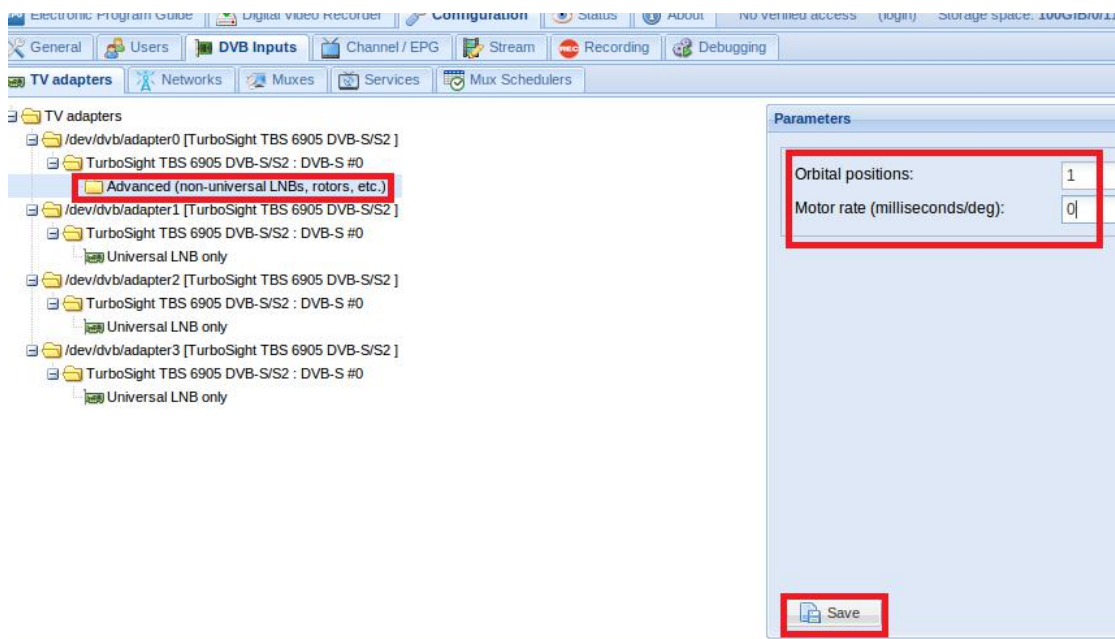 Electronic Program Guide Digital Video Recorder Configuration Status About No verified access (login) Storage space:
General Users DVB Inputs Channel / EPG Stream Recording Debugging
TV adapters Networks Muxes Services Mux Schedulers
TV adapters
/dev/dvb/adapter0 [TurboSight TBS 6905 DVB-S/S2 ]
TurboSight TBS 6905 DVB-S/S2 : DVB-S #0
Advanced (non-universal LNBs, rotors, etc.)
/dev/dvb/adapter1 [TurboSight TBS 6905 DVB-S/S2 ]
TurboSight TBS 6905 DVB-S/S2 : DVB-S #0
Universal LNB only
/dev/dvb/adapter2 [TurboSight TBS 6905 DVB-S/S2 ]
TurboSight TBS 6905 DVB-S/S2 : DVB-S #0
Universal LNB only
/dev/dvb/adapter3 [TurboSight TBS 6905 DVB-S/S2 ]
TurboSight TBS 6905 DVB-S/S2 : DVB-S #0
Universal LNB only
Parameters
Orbital positions: 1
Motor rate (milliseconds/deg): 0
Save